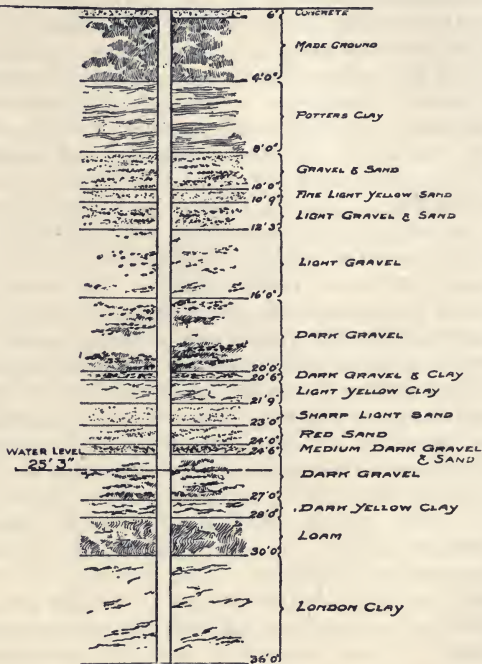 6"
CONCRETE
MADE GROUND
4'0"
POTTERS CLAY
8'0"
GRAVEL & SAND
10'0"
FINE LIGHT YELLOW SAND
10'9"
LIGHT GRAVEL & SAND
12'3"
LIGHT GRAVEL
16'0"
DARK GRAVEL
20'0"
DARK GRAVEL & CLAY
20'6"
LIGHT YELLOW CLAY
21'9"
SHARP LIGHT SAND
23'0"
RED SAND
24'0"
MEDIUM DARK GRAVEL
& SAND
24'6"
WATER LEVEL
25'3"
DARK GRAVEL
27'0"
DARK YELLOW CLAY
28'0"
LOAM
30'0"
LONDON CLAY
36'0"